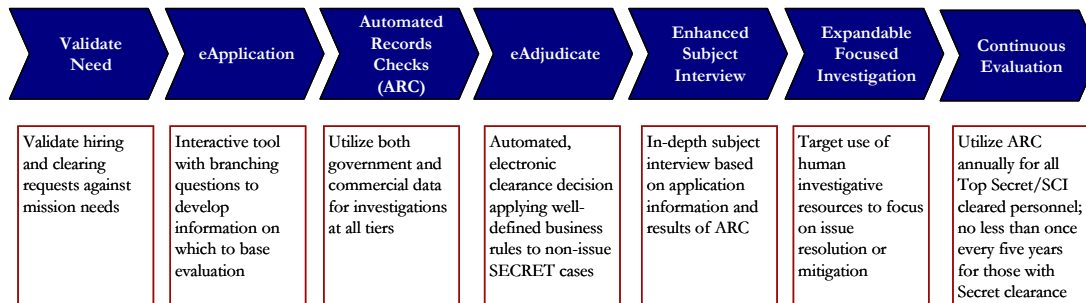 Validate
Need
eApplication
Automated
Records
Checks
(ARC)
eAdjudicate
Enhanced
Subject
Interview
Expandable
Focused
Investigation
Continuous
Evaluation
Validate hiring
and clearing
requests against
mission needs
Interactive tool
with branching
questions to
develop
information on
which to base
evaluation
Utilize both
government and
commercial data
for investigations
at all tiers
Automated,
electronic
clearance decision
applying well-
defined business
rules to non-issue
SECRET cases
In-depth subject
interview based
on application
information and
results of ARC
Target use of
human
investigative
resources to focus
on issue
resolution or
mitigation
Utilize ARC
annually for all
Top Secret/SCI
cleared personnel;
no less than once
every five years
for those with
Secret clearance